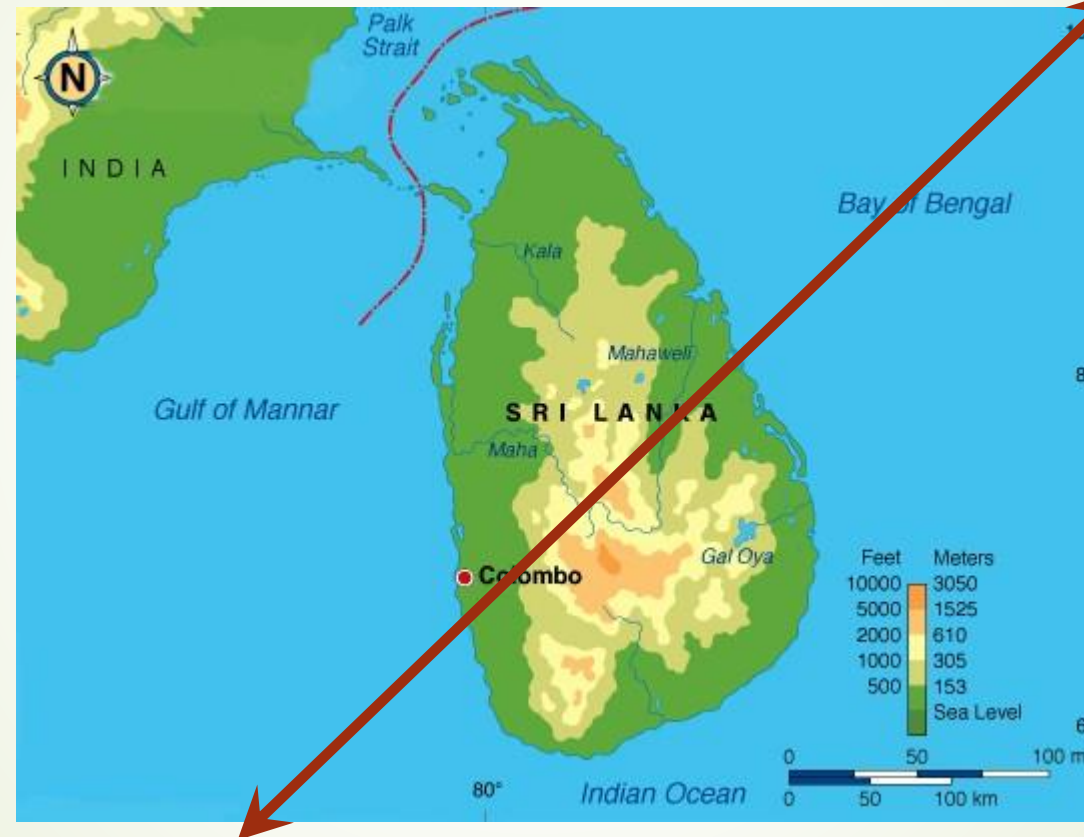 Palk
Strait
N
INDIA
Bay of Bengal
Kala
Mahaweli
Gulf of Mannar
SRI LANKA
Maha
Gal Oya
Colombo
Feet Meters
10000 3050
5000 1525
2000 610
1000 305
500 153
Sea Level
0 50 100 m
0 50 100 km
80°
Indian Ocean
8
6